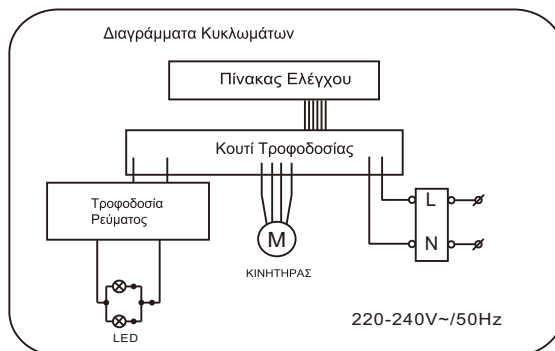 Διαγράμματα Κυκλωμάτων
Πίνακας Ελέγχου
Κουτί Τροφοδοσίας
Τροφοδοσία
Ρεύματος
L
N
M
ΚΙΝΗΤΗΡΑΣ
LED
220-240V~/50Hz